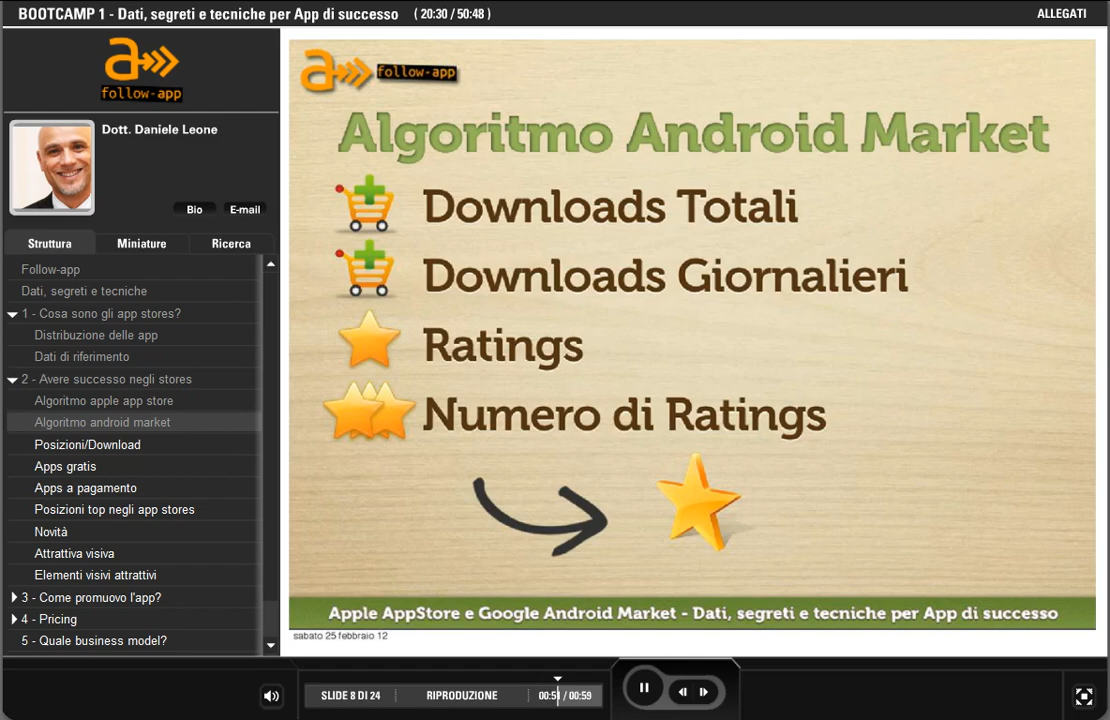 BOOTCAMP 1 - Dati, segreti e tecniche per App di successo ( 20:30 / 50:48 )
ALLEGATI
a
follow-app
Dott. Daniele Leone
Bio
E-mail
Struttura
Miniature
Ricerca
Follow-app
Dati, segreti e tecniche
1 - Cosa sono gli app stores?
Distribuzione delle app
Dati di riferimento
2 - Avere successo negli stores
Algoritmo apple app store
Algoritmo android market
Posizioni/Download
Apps gratis
Apps a pagamento
Posizioni top negli app stores
Novità
Attrattiva visiva
Elementi visivi attrattivi
3 - Come promuovo l'app?
4 - Pricing
5 - Quale business model?
a follow-app
Algoritmo Android Market
Downloads Totali
Downloads Giornalieri
Ratings
Numero di Ratings
Apple AppStore e Google Android Market - Dati, segreti e tecniche per App di successo
sabato 25 febbraio 12
SLIDE 8 DI 24
RIPRODUZIONE
00:51 / 00:59